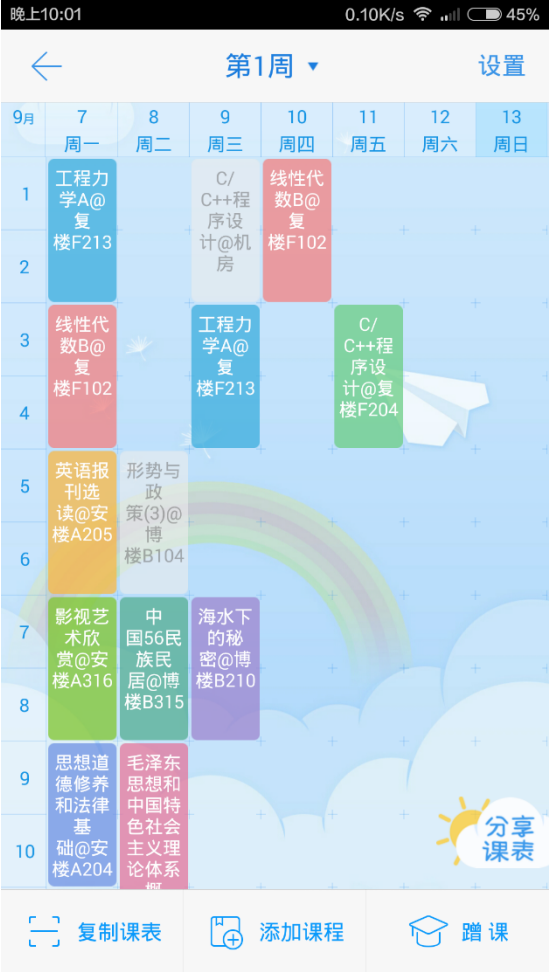 晚上10:01 0.10K/s 45%
第1周 ▼ 设置
9月 7 8 9 10 11 12 13
周一 周二 周三 周四 周五 周六 周日
1
2
3
4
5
6
7
8
9
10
工程力
学A@
复
楼F213
线性代
数B@
复
楼F102
英语报
刊选
读@安
楼A205
影视艺
术欣
赏@安
楼A316
思想道
德修养
和法律
基
础@安
楼A204
形势与
政
策(3)@
博
楼B104
中
国56民
族民
居@博
楼B315
毛泽东
思想和
中国特
色社会
主义理
论体系
概
C/
C++程
序设
计@机
房
工程力
学A@
复
楼F213
海水下
的秘
密@博
楼B210
线性代
数B@
复
楼F102
C/
C++程
序设
计@复
楼F204
分享
课表
复制课表 添加课程 蹭课